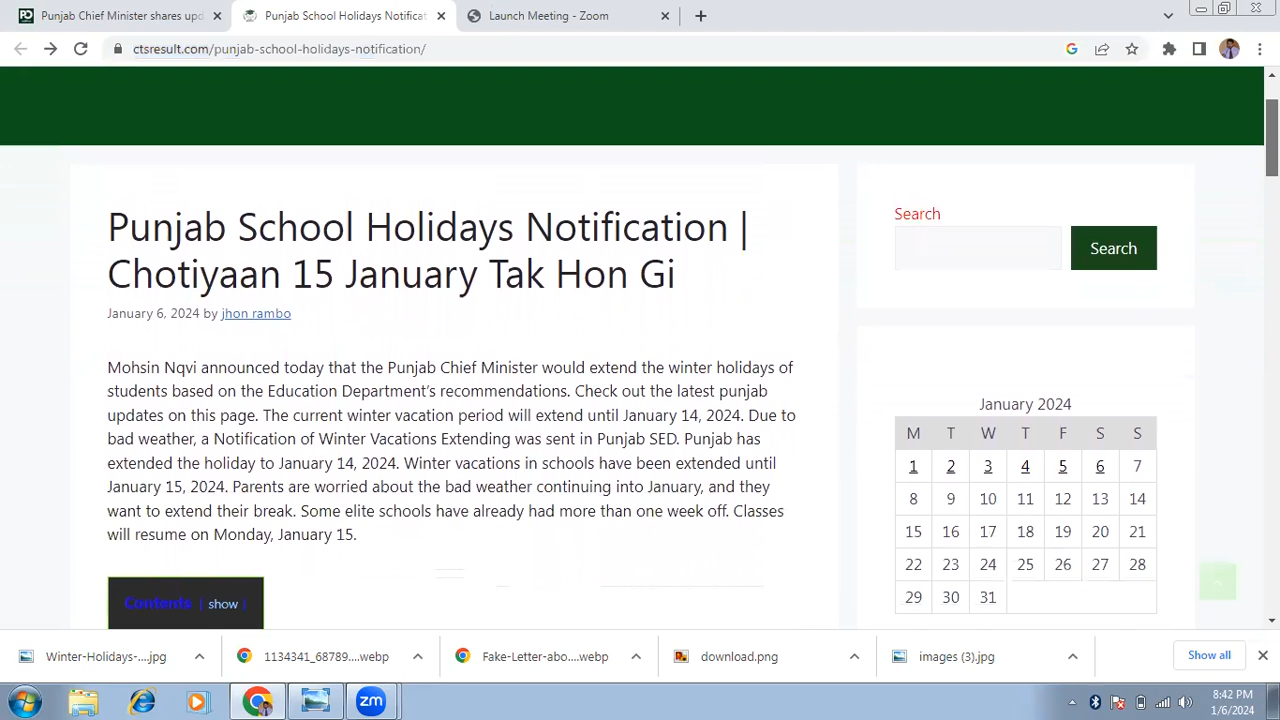 Punjab Chief Minister shares upd
Punjab School Holidays Notificat
Launch Meeting - Zoom
ctsresult.com/punjab-school-holidays-notification/
Punjab School Holidays Notification |
Chotiyaan 15 January Tak Hon Gi
January 6, 2024 by jhon rambo
Mohsin Nqvi announced today that the Punjab Chief Minister would extend the winter holidays of
students based on the Education Department's recommendations. Check out the latest punjab
updates on this page. The current winter vacation period will extend until January 14, 2024. Due to
bad weather, a Notification of Winter Vacations Extending was sent in Punjab SED. Punjab has
extended the holiday to January 14, 2024. Winter vacations in schools have been extended until
January 15, 2024. Parents are worried about the bad weather continuing into January, and they
want to extend their break. Some elite schools have already had more than one week off. Classes
will resume on Monday, January 15.
Contents [ show ]
Search
Search
January 2024
M T W T F S S
1 2 3 4 5 6 7
8 9 10 11 12 13 14
15 16 17 18 19 20 21
22 23 24 25 26 27 28
29 30 31
Winter-Holidays-....jpg
1134341_68789....webp
Fake-Letter-abo....webp
download.png
images (3).jpg
Show all
zm
8:42 PM
1/6/2024